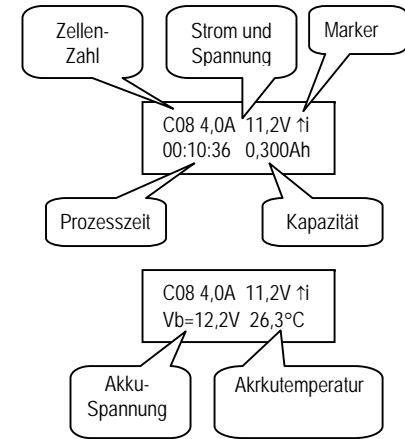 Zellen-
Zahl
Strom und
Spannung
Marker
C08 4,0A 11,2V ↑i
00:10:36 0,300Ah
Prozesszeit
Kapazität
C08 4,0A 11,2V ↑i
Vb=12,2V 26,3°C
Akku-
Spannung
Akrkutemperatur